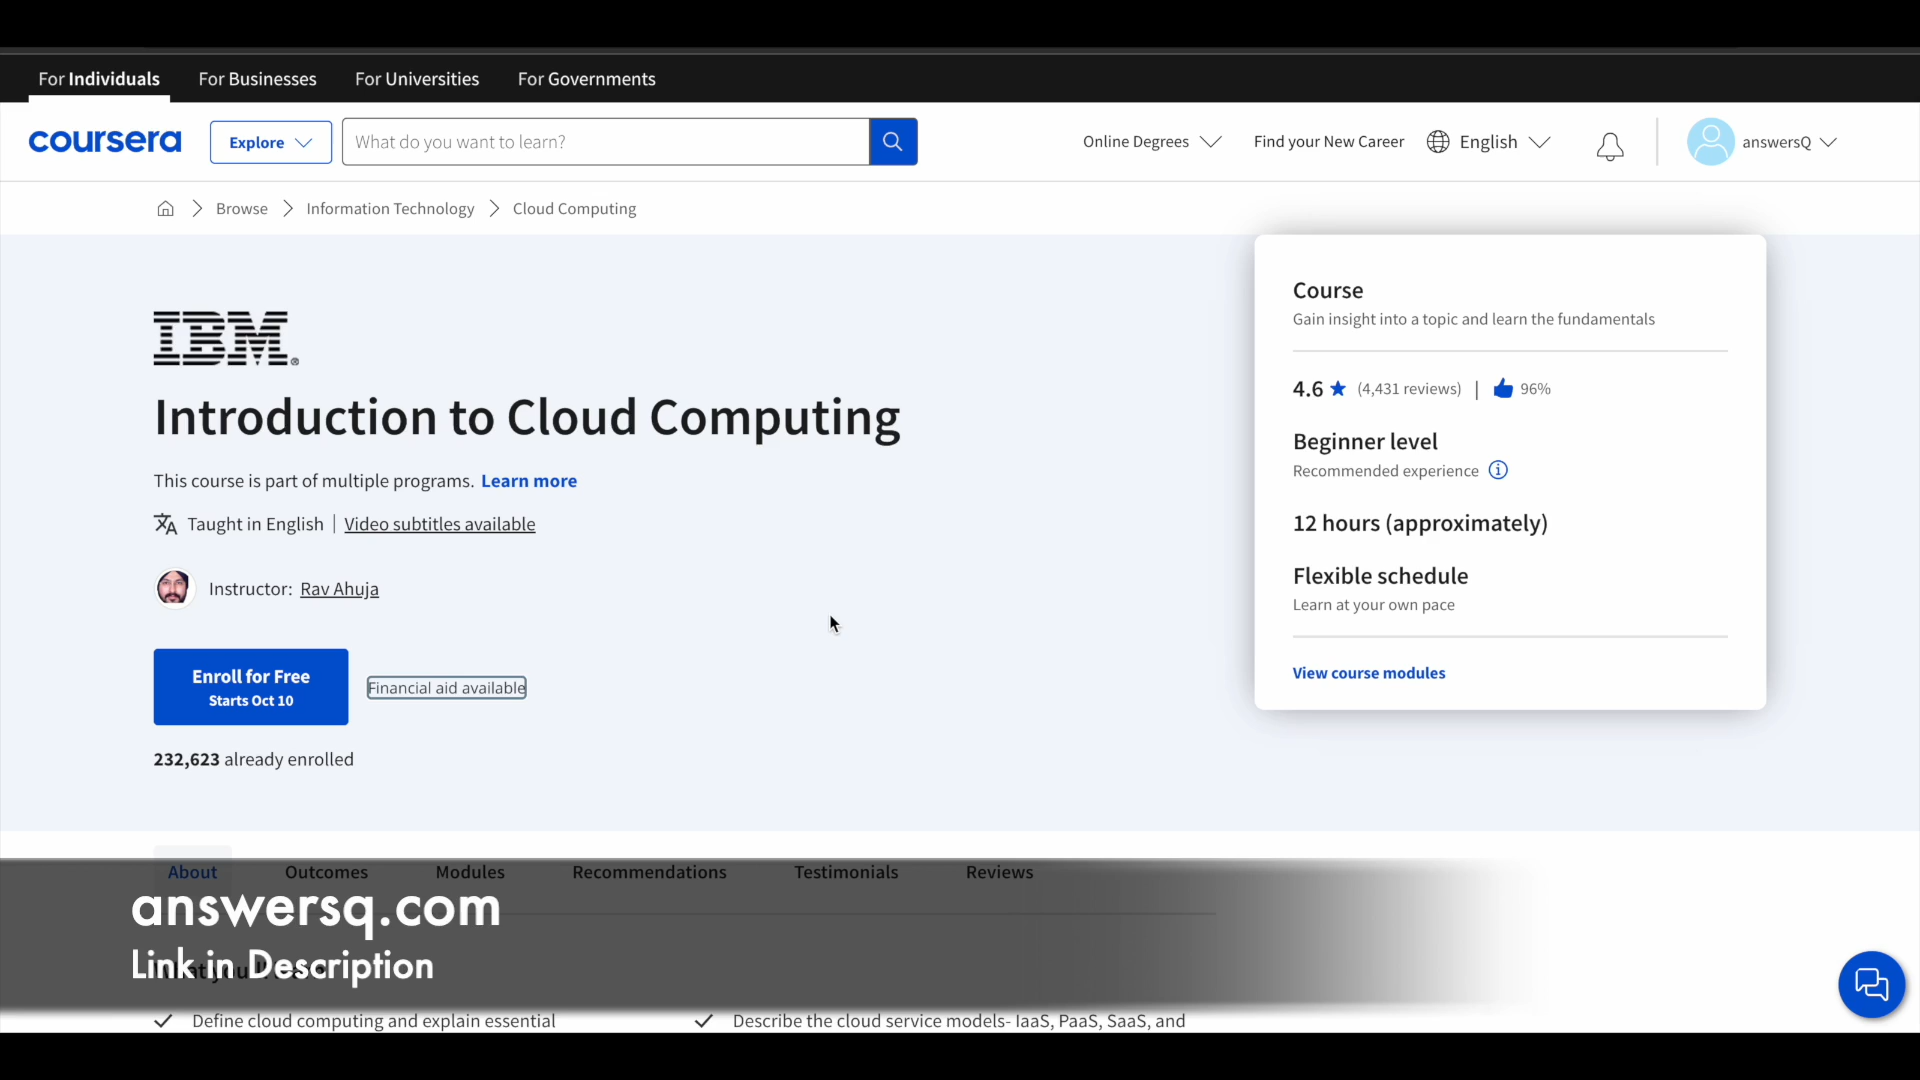 For Individuals For Businesses For Universities For Governments
coursera Explore What do you want to learn? Online Degrees Find your New Career English answersQ
Browse Information Technology Cloud Computing
IBM®
Introduction to Cloud Computing
This course is part of multiple programs. Learn more
Taught in English | Video subtitles available
Instructor: Rav Ahuja
Enroll for Free
Starts Oct 10
Financial aid available
232,623 already enrolled
Course
Gain insight into a topic and learn the fundamentals
4.6 (4,431 reviews) | 96%
Beginner level
Recommended experience
12 hours (approximately)
Flexible schedule
Learn at your own pace
View course modules
About Outcomes Modules Recommendations Testimonials Reviews
answersq.com
Link in Description
Define cloud computing and explain essential
Describe the cloud service models- IaaS, PaaS, SaaS, and